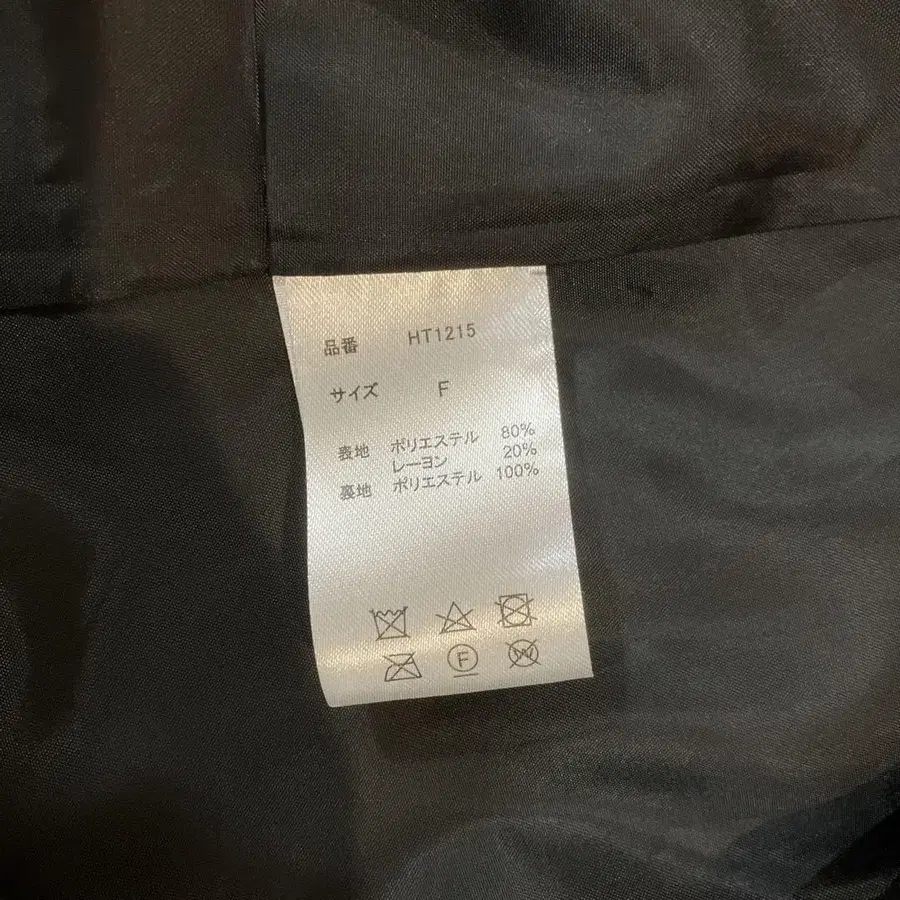 品番 HT1215
サイズ F
表地 ポリエステル 80%
レーヨン 20%
裏地 ポリエステル 100%
F W